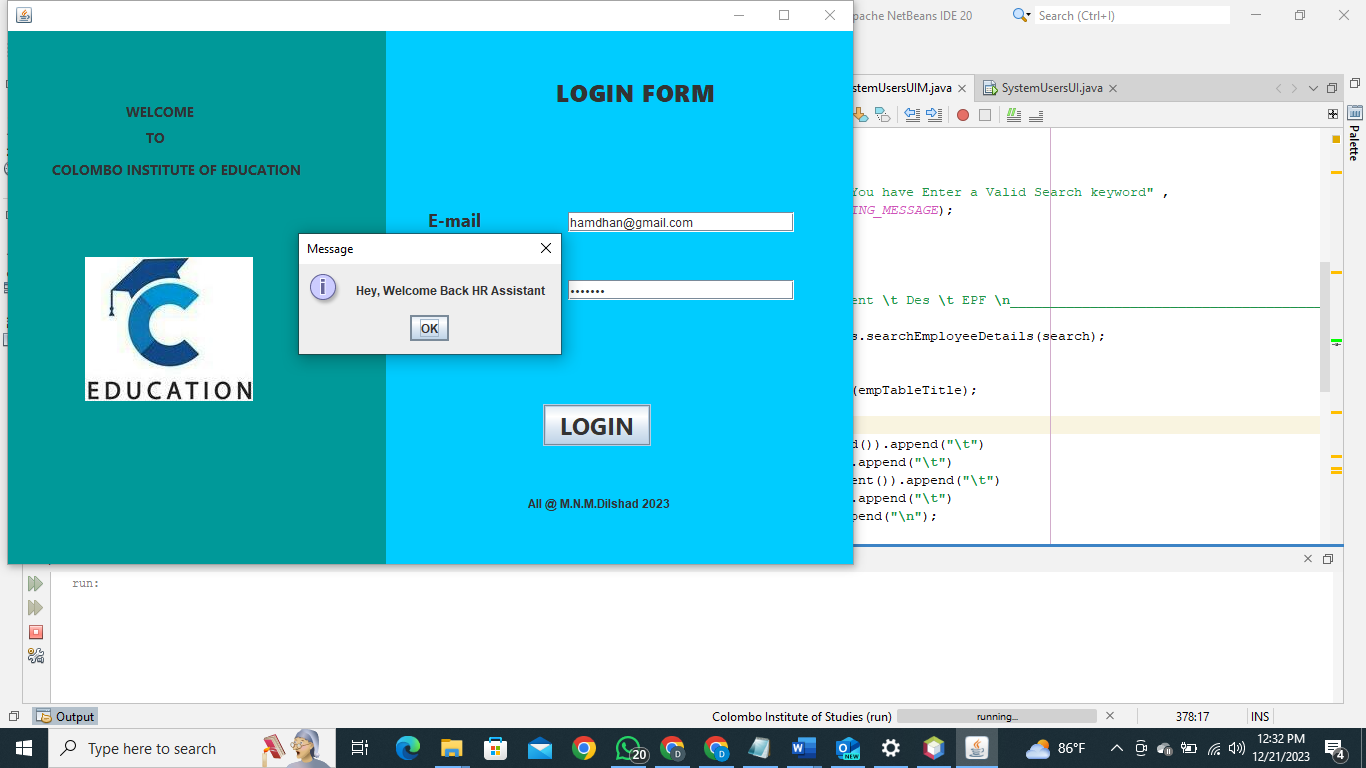 pache NetBeans IDE 20
Search (Ctrl+I)
WELCOME
TO
COLOMBO INSTITUTE OF EDUCATION
EDUCATION
LOGIN FORM
E-mail
hamdhan@gmail.com
•••••••
LOGIN
All @ M.N.M.Dilshad 2023
Message
Hey, Welcome Back HR Assistant
OK
stemUsersUIM.java
SystemUsersUI.java
Palette
You have Enter a Valid Search keyword" ,
ING_MESSAGE);
ent \t Des \t EPF \n
s.searchEmployeeDetails(search);
(empTableTitle);
d()).append("\t")
.append("\t")
ent()).append("\t")
.append("\t")
pend("\n");
run:
Output
Colombo Institute of Studies (run)
running...
378:17
INS
Type here to search
20
D
D
NEW
86°F
12:32 PM
12/21/2023
4